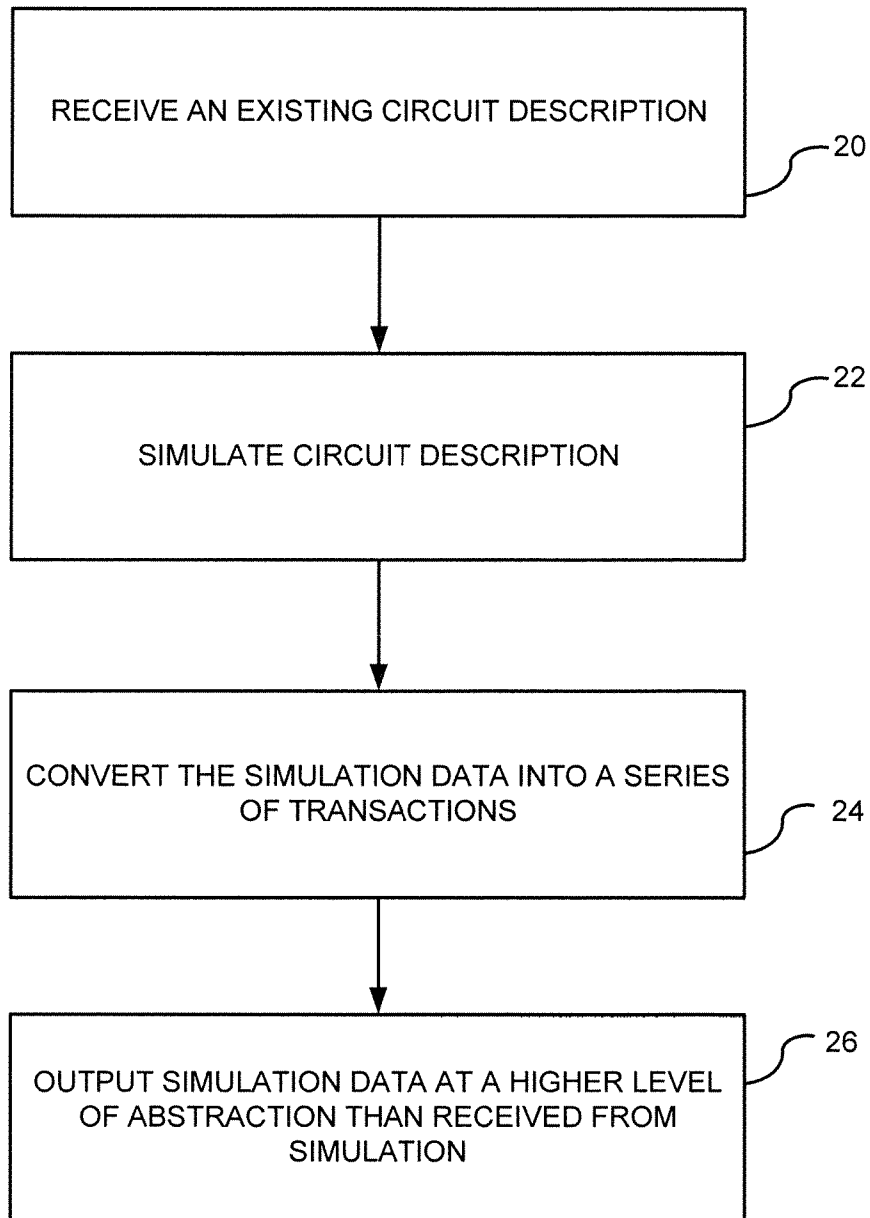 RECEIVE AN EXISTING CIRCUIT DESCRIPTION
20
22
SIMULATE CIRCUIT DESCRIPTION
CONVERT THE SIMULATION DATA INTO A SERIES
OF TRANSACTIONS
24
26
OUTPUT SIMULATION DATA AT A HIGHER LEVEL
OF ABSTRACTION THAN RECEIVED FROM
SIMULATION